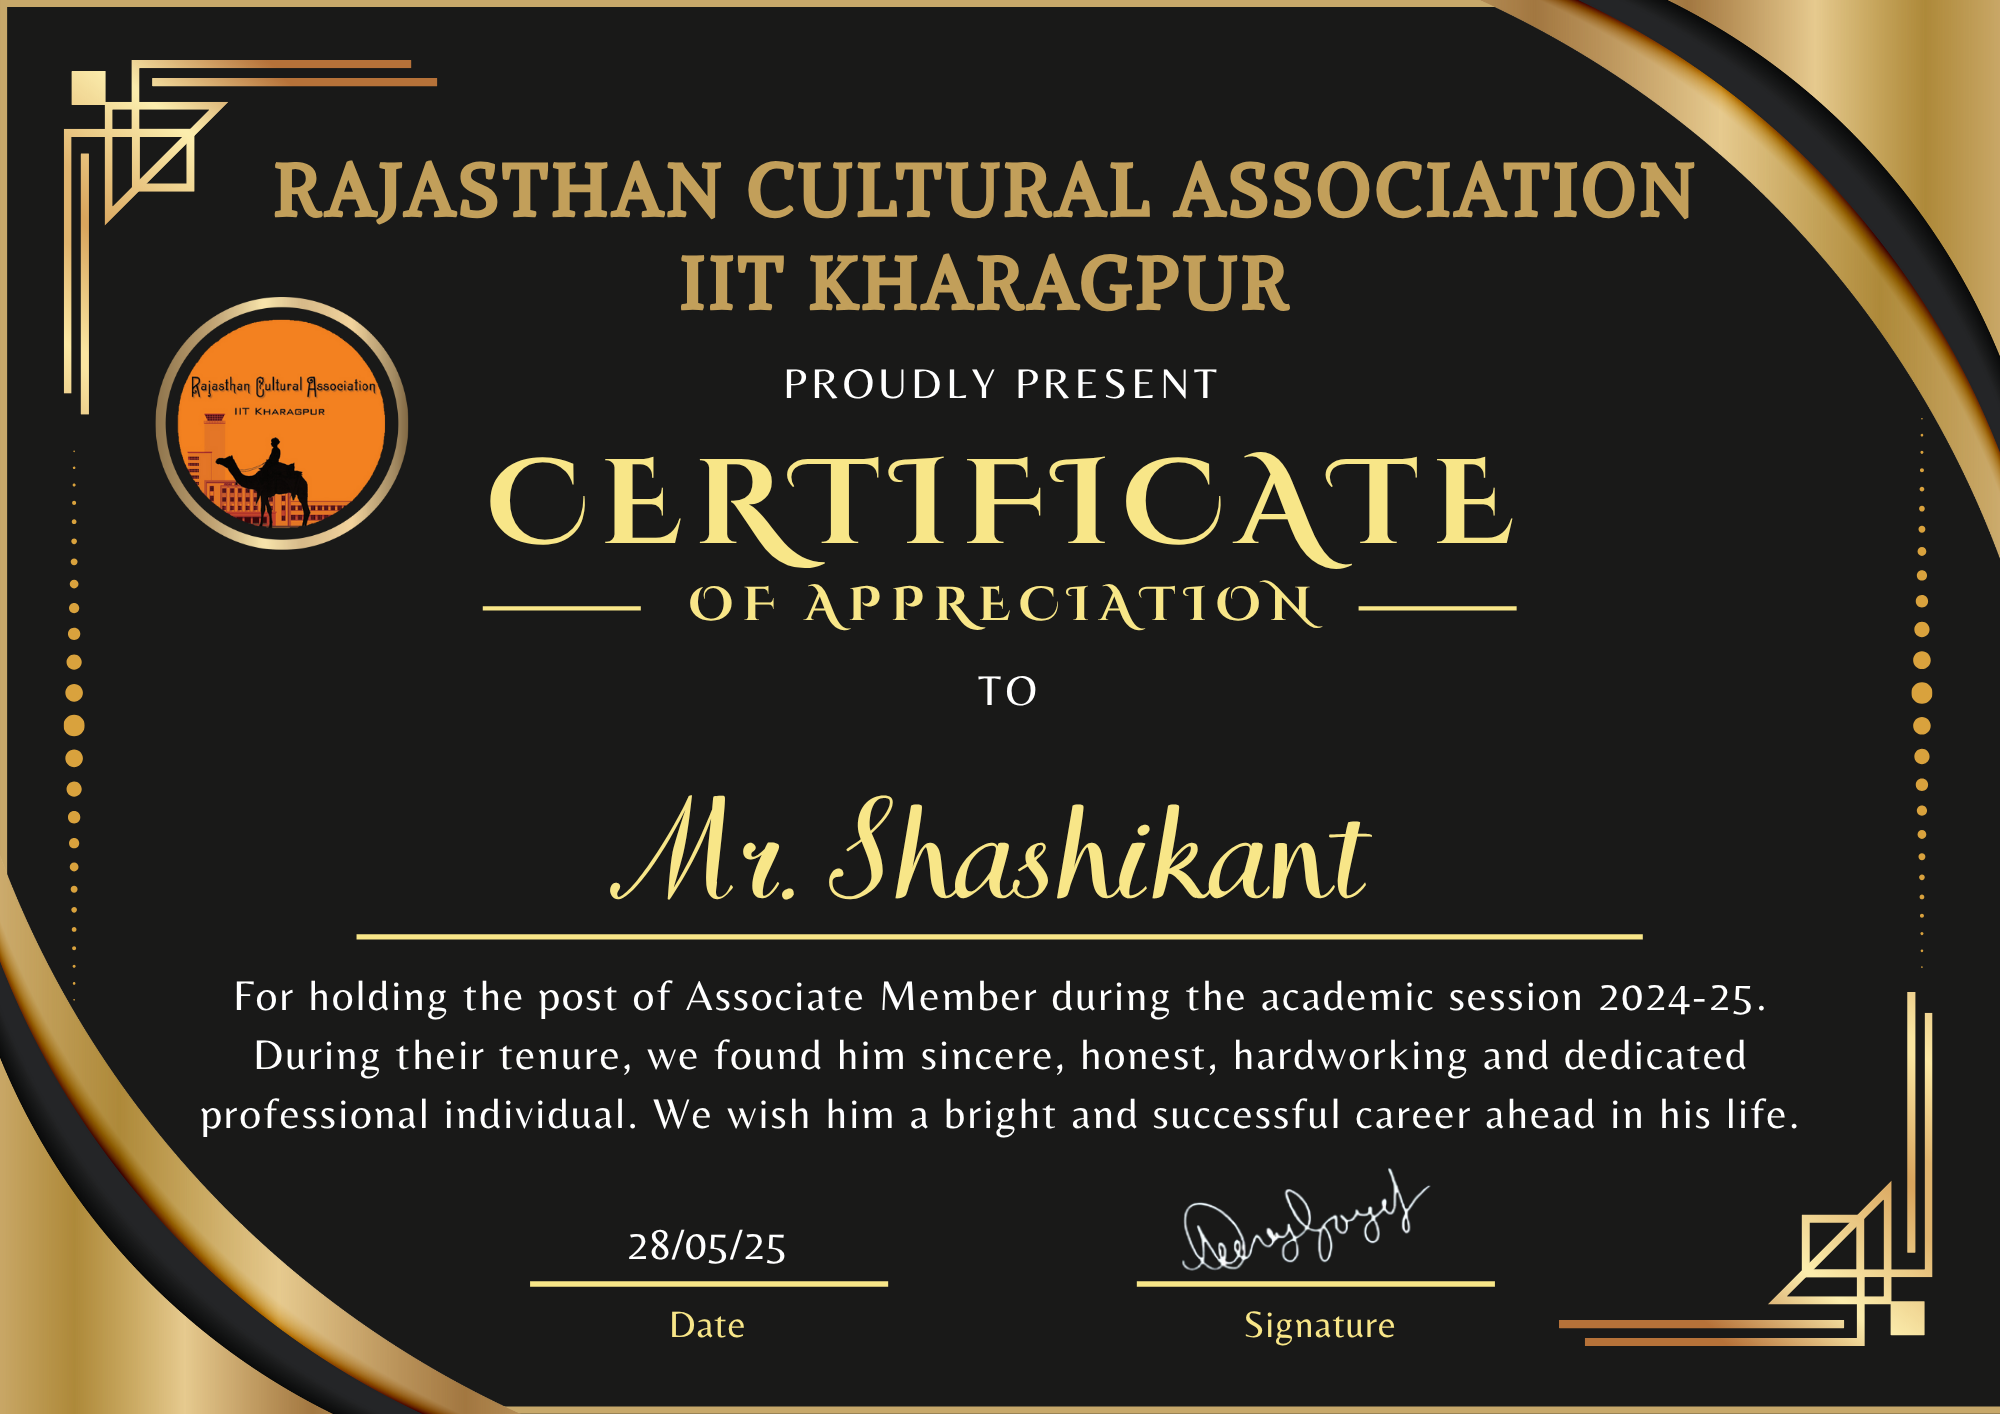 RAJASTHAN CULTURAL ASSOCIATION
IIT KHARAGPUR
Rajasthan Cultural Association
IIT KHARAGPUR
PROUDLY PRESENT
CERTIFICATE
OF APPRECIATION
TO
Mr. Shashikant
For holding the post of Associate Member during the academic session 2024-25.
During their tenure, we found him sincere, honest, hardworking and dedicated
professional individual. We wish him a bright and successful career ahead in his life.
28/05/25
Date
Signature